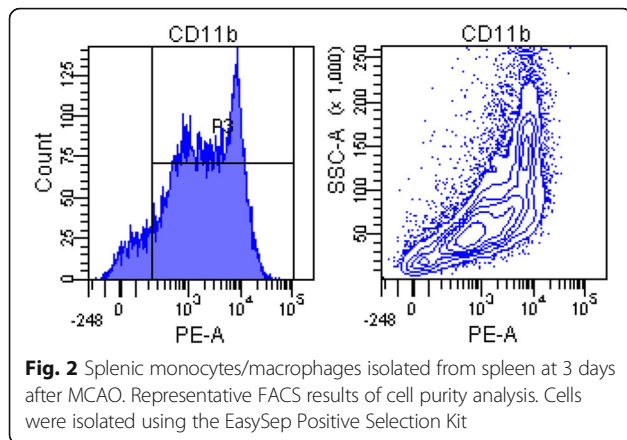 CD11b
125
100
75
50
25
0
Count
P3
-248
0
10³
10⁴
10⁵
PE-A
CD11b
250
200
150
100
50
SSC-A (x 1,000)
-248
0
10³
10⁴
10⁵
PE-A
Fig. 2 Splenic monocytes/macrophages isolated from spleen at 3 days
after MCAO. Representative FACS results of cell purity analysis. Cells
were isolated using the EasySep Positive Selection Kit